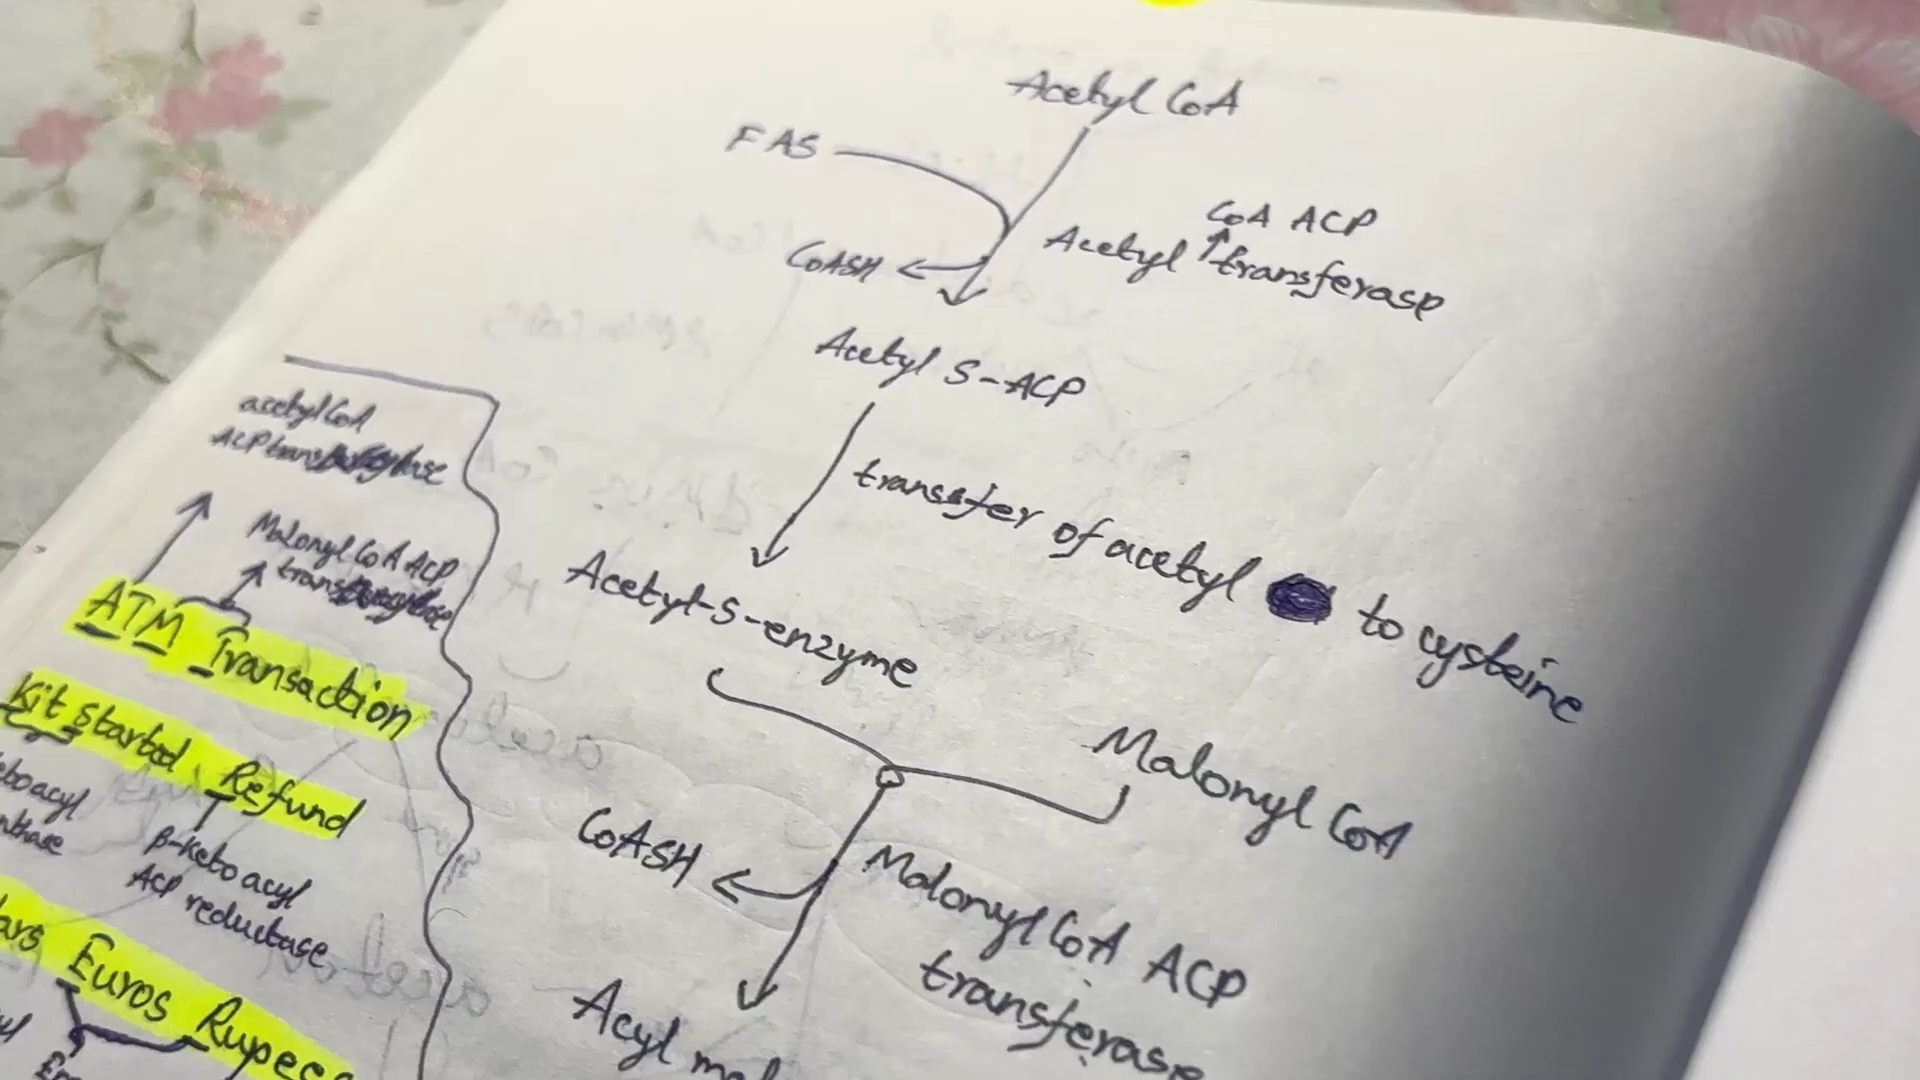 Acetyl CoA
FAS
CoA ACP
Acetyl transferase
CoASH
Acetyl S-ACP
transfer of acetyl to cysteine
Acetyl-S-enzyme
Malonyl CoA
CoASH
Malonyl CoA ACP
transferase
Acyl
acetyl CoA
ACP
Malonyl CoA ACP
ATM Transaction
Kit started Refund
β-Keto acyl
ACP reductase
Euros Rupees